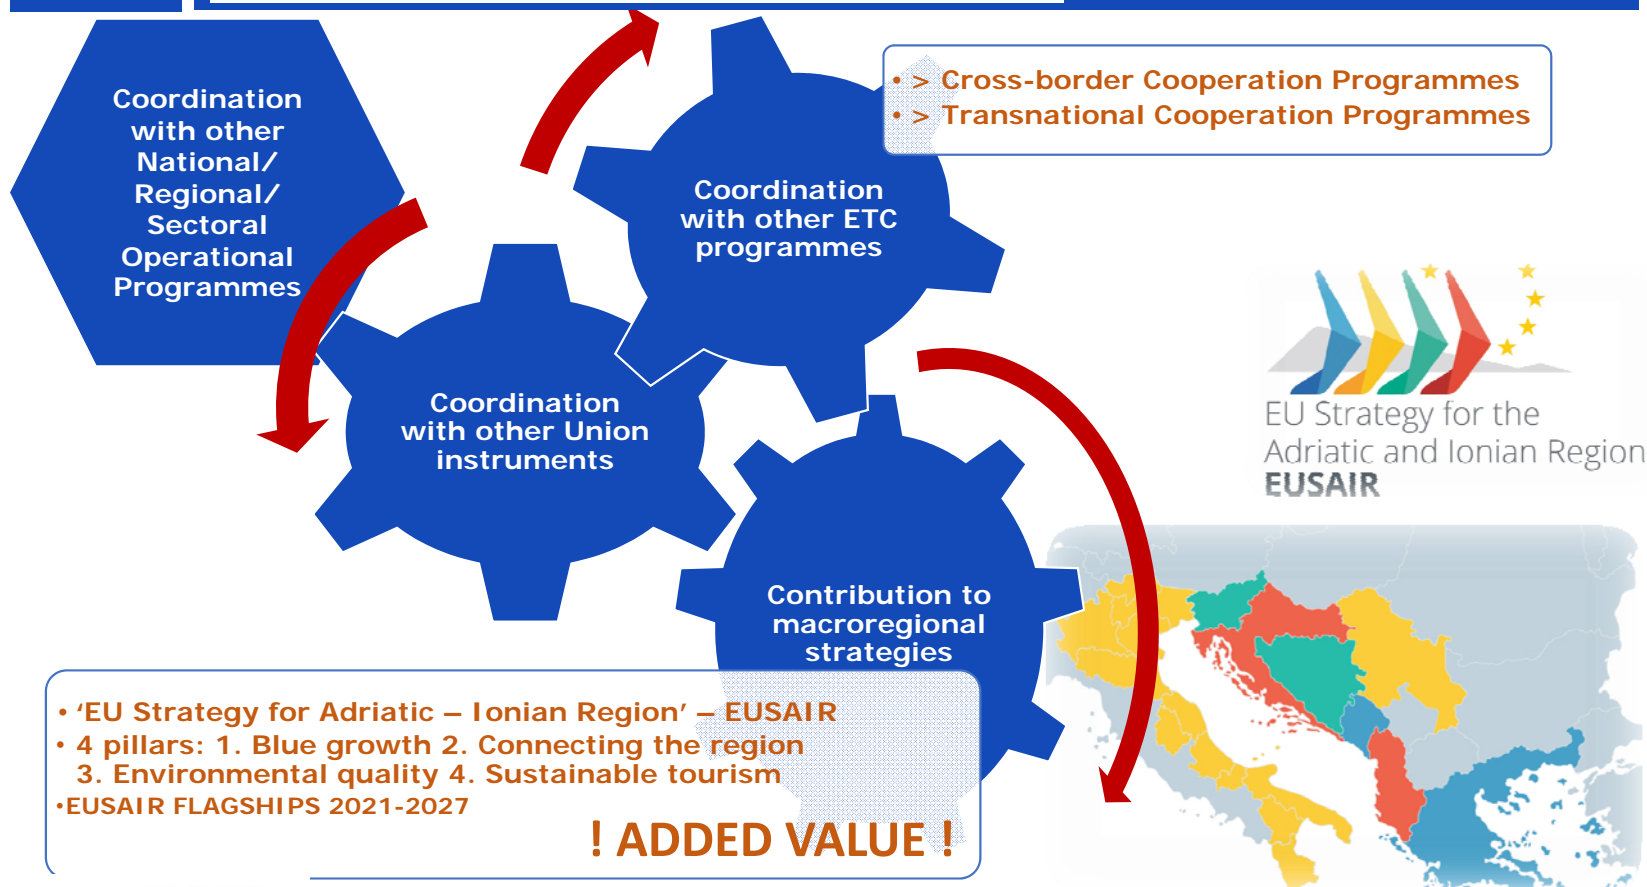 Coordination
with other
National/
Regional/
Sectoral
Operational
Programmes
• > Cross-border Cooperation Programmes
• > Transnational Cooperation Programmes
Coordination
with other ETC
programmes
Coordination
with other Union
instruments
EU Strategy for the
Adriatic and Ionian Region
EUSAIR
Contribution to
macroregional
strategies
• ‘EU Strategy for Adriatic – Ionian Region’ – EUSAIR
• 4 pillars: 1. Blue growth 2. Connecting the region
3. Environmental quality 4. Sustainable tourism
•EUSAIR FLAGSHIPS 2021-2027
! ADDED VALUE !